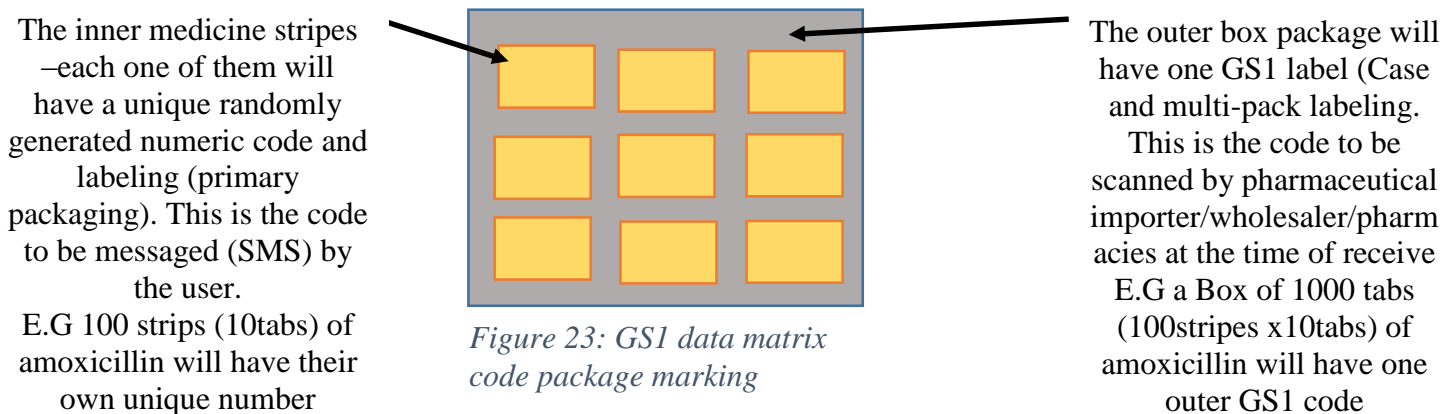 The inner medicine stripes
–each one of them will
have a unique randomly
generated numeric code and
labeling (primary
packaging). This is the code
to be messaged (SMS) by
the user.
E.G 100 strips (10tabs) of
amoxicillin will have their
own unique number
Figure 23: GS1 data matrix
code package marking
The outer box package will
have one GS1 label (Case
and multi-pack labeling.
This is the code to be
scanned by pharmaceutical
importer/wholesaler/pharm
acies at the time of receive
E.G a Box of 1000 tabs
(100stripes x10tabs) of
amoxicillin will have one
outer GS1 code